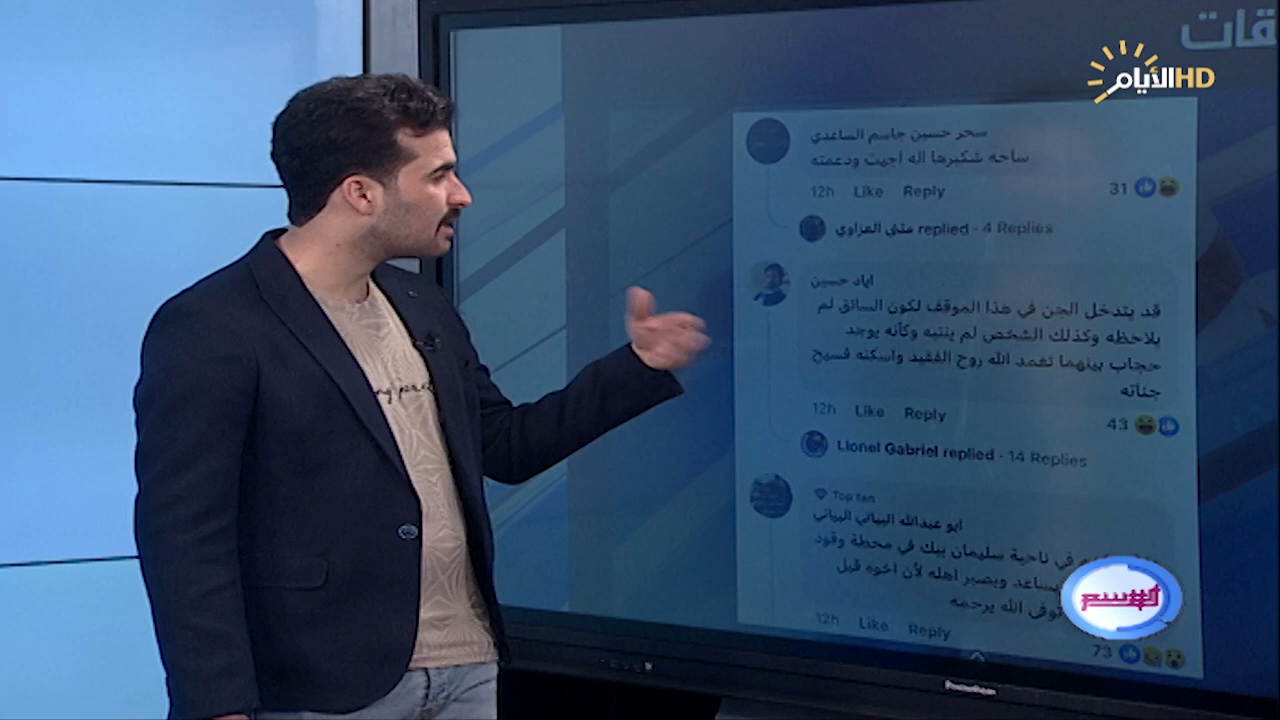 قات
الأيام HD
سحر حسين جاسم الساعدي
ساحه شكبرها اله اجيت ودعمته
12h Like Reply 31
مثنى العزاوي replied · 4 Replies
اياد حسين
قد يتدخل الجن في هذا الموقف لكون السائق لم
يلاحظه وكذلك الشخص لم ينتبه وكأنه يوجد
حجاب بينهما تغمد الله روح الفقيد واسكنه فسيح
جناته
12h Like Reply 43
Lionel Gabriel replied · 14 Replies
Top fan
ابو عبدالله البياتي البياتي
في ناحية سليمان بيك في محطة وقود
يساعد ويصبر اهله لأن اخوه قبل
توفى الله يرحمه
12h Like Reply
73